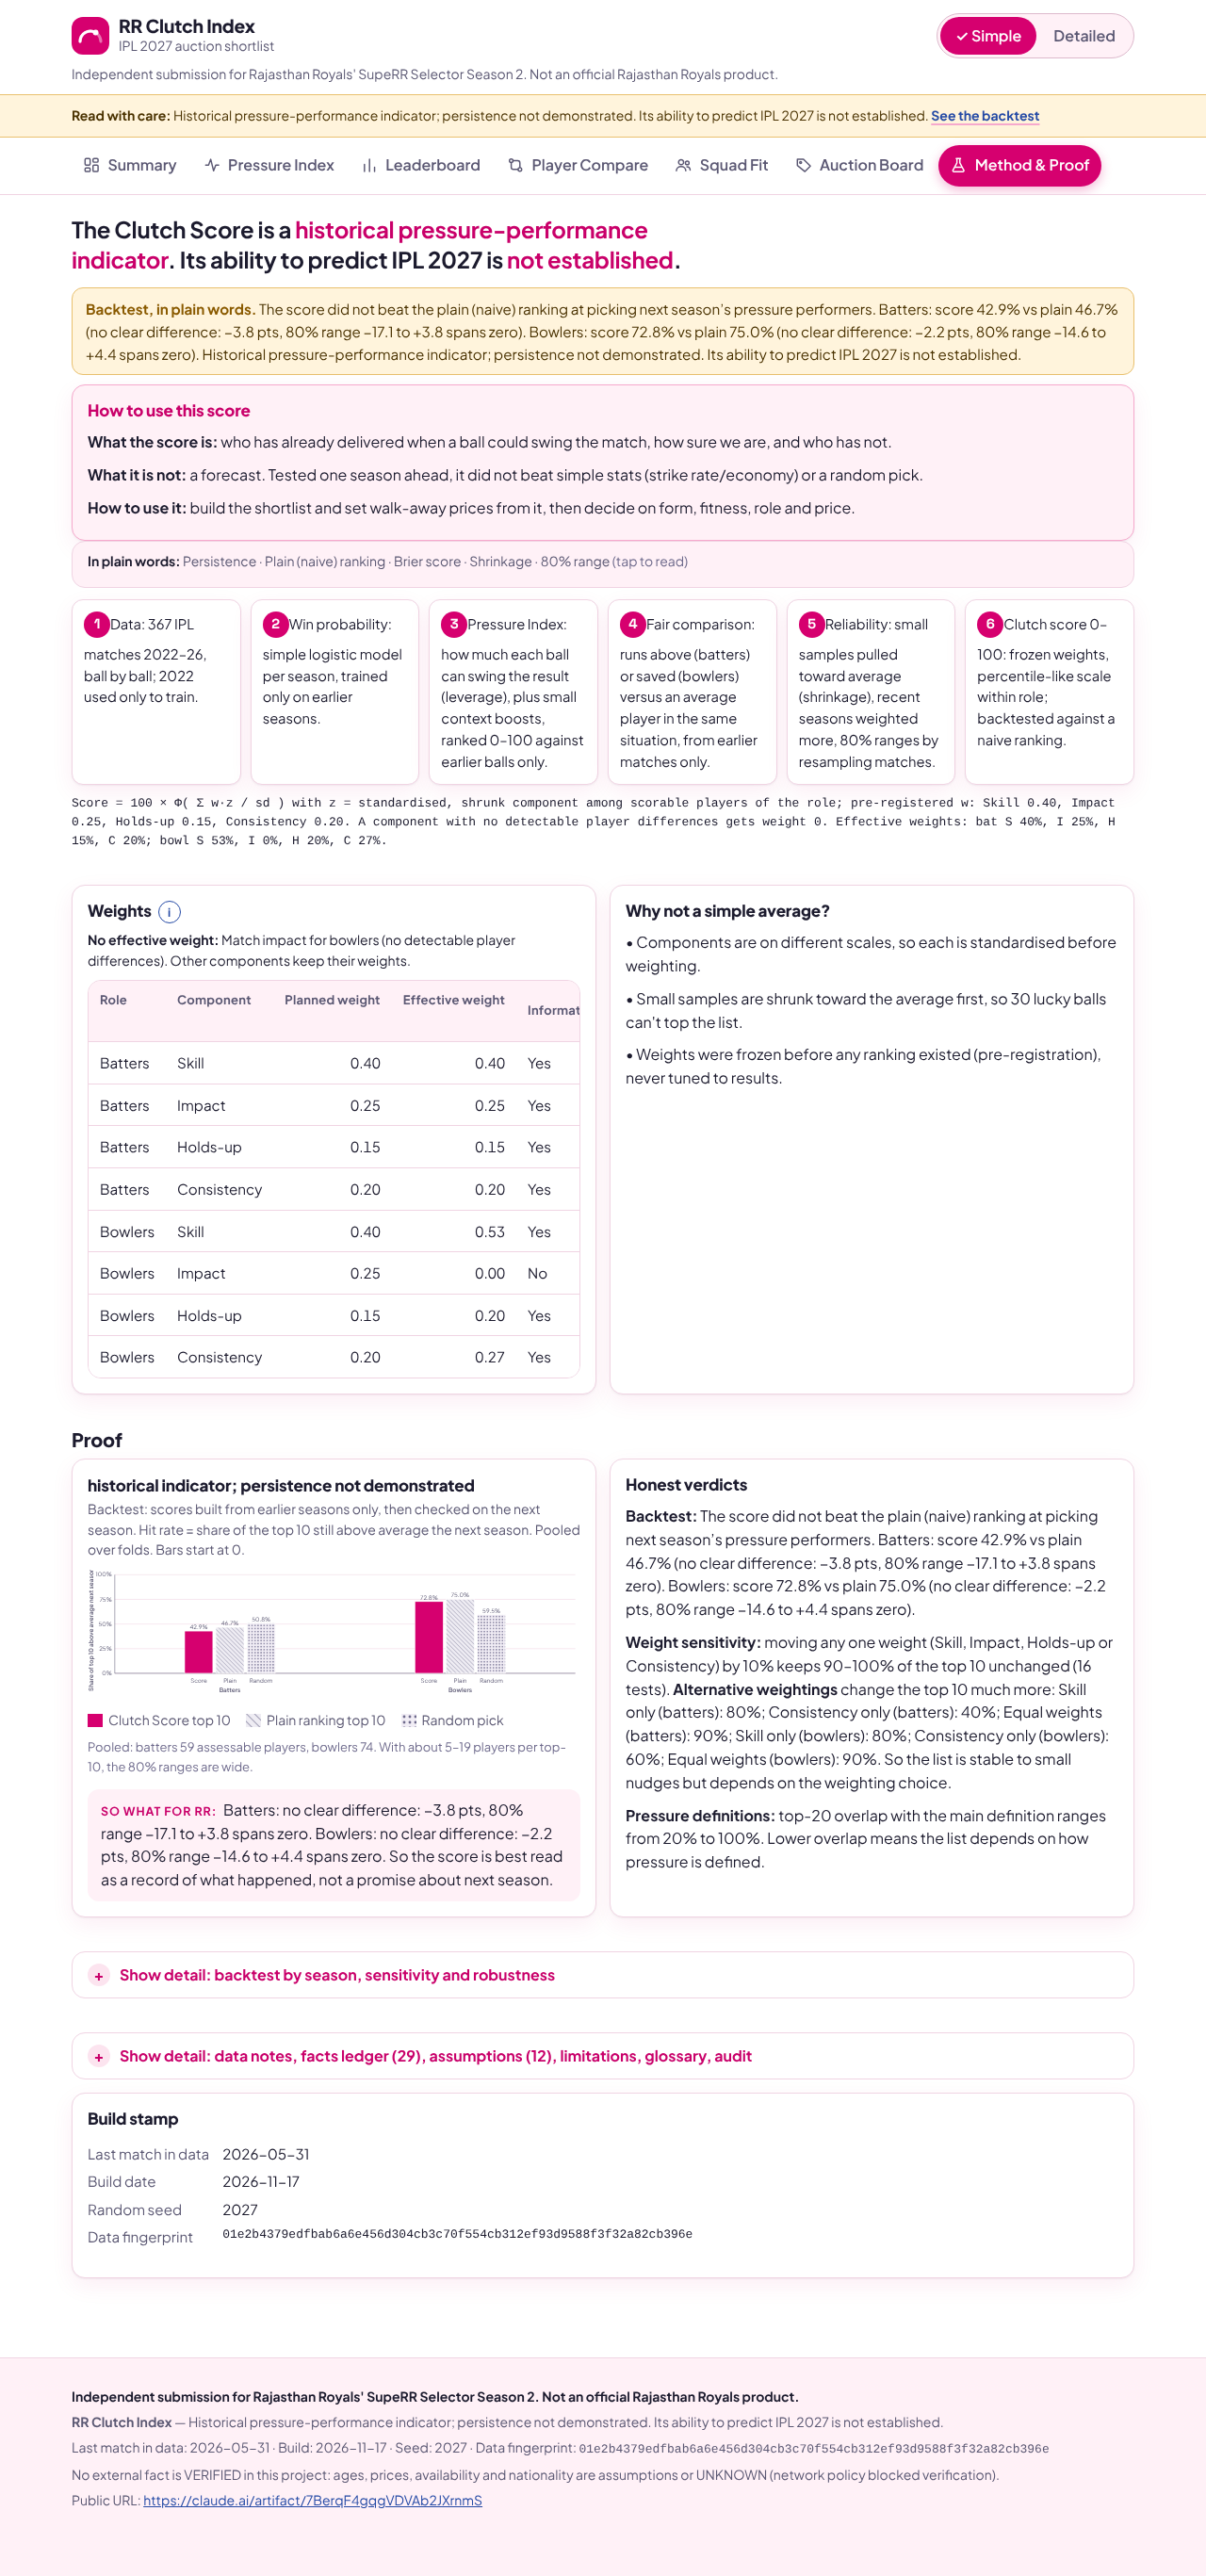 RR Clutch Index
IPL 2027 auction shortlist
✓ Simple
Detailed
Independent submission for Rajasthan Royals' SupeRR Selector Season 2. Not an official Rajasthan Royals product.
Read with care: Historical pressure-performance indicator; persistence not demonstrated. Its ability to predict IPL 2027 is not established. See the backtest
Summary
Pressure Index
Leaderboard
Player Compare
Squad Fit
Auction Board
Method & Proof
The Clutch Score is a historical pressure-performance
indicator. Its ability to predict IPL 2027 is not established.
Backtest, in plain words. The score did not beat the plain (naive) ranking at picking next season's pressure performers. Batters: score 42.9% vs plain 46.7%
(no clear difference: −3.8 pts, 80% range −17.1 to +3.8 spans zero). Bowlers: score 72.8% vs plain 75.0% (no clear difference: −2.2 pts, 80% range −14.6 to
+4.4 spans zero). Historical pressure-performance indicator; persistence not demonstrated. Its ability to predict IPL 2027 is not established.
How to use this score
What the score is: who has already delivered when a ball could swing the match, how sure we are, and who has not.
What it is not: a forecast. Tested one season ahead, it did not beat simple stats (strike rate/economy) or a random pick.
How to use it: build the shortlist and set walk-away prices from it, then decide on form, fitness, role and price.
In plain words: Persistence · Plain (naive) ranking · Brier score · Shrinkage · 80% range (tap to read)
1 Data: 367 IPL
matches 2022–26,
ball by ball; 2022
used only to train.
2 Win probability:
simple logistic model
per season, trained
only on earlier
seasons.
3 Pressure Index:
how much each ball
can swing the result
(leverage), plus small
context boosts,
ranked 0–100 against
earlier balls only.
4 Fair comparison:
runs above (batters)
or saved (bowlers)
versus an average
player in the same
situation, from earlier
matches only.
5 Reliability: small
samples pulled
toward average
(shrinkage), recent
seasons weighted
more, 80% ranges by
resampling matches.
6 Clutch score 0–
100: frozen weights,
percentile-like scale
within role;
backtested against a
naive ranking.
Score = 100 × Φ( Σ w·z / sd ) with z = standardised, shrunk component among scorable players of the role; pre-registered w: Skill 0.40, Impact
0.25, Holds-up 0.15, Consistency 0.20. A component with no detectable player differences gets weight 0. Effective weights: bat S 40%, I 25%, H
15%, C 20%; bowl S 53%, I 0%, H 20%, C 27%.
Weights i
No effective weight: Match impact for bowlers (no detectable player
differences). Other components keep their weights.
Role Component Planned weight Effective weight Informat
Batters Skill 0.40 0.40 Yes
Batters Impact 0.25 0.25 Yes
Batters Holds-up 0.15 0.15 Yes
Batters Consistency 0.20 0.20 Yes
Bowlers Skill 0.40 0.53 Yes
Bowlers Impact 0.25 0.00 No
Bowlers Holds-up 0.15 0.20 Yes
Bowlers Consistency 0.20 0.27 Yes
Why not a simple average?
• Components are on different scales, so each is standardised before
weighting.
• Small samples are shrunk toward the average first, so 30 lucky balls
can't top the list.
• Weights were frozen before any ranking existed (pre-registration),
never tuned to results.
Proof
historical indicator; persistence not demonstrated
Backtest: scores built from earlier seasons only, then checked on the next
season. Hit rate = share of the top 10 still above average the next season. Pooled
over folds. Bars start at 0.
Share of top 10 above average next season
100%
75%
50%
25%
0%
42.9%
46.7%
50.8%
72.8%
75.0%
59.5%
Score Plain Random
Batters
Score Plain Random
Bowlers
Clutch Score top 10
Plain ranking top 10
Random pick
Pooled: batters 59 assessable players, bowlers 74. With about 5–19 players per top-
10, the 80% ranges are wide.
SO WHAT FOR RR: Batters: no clear difference: −3.8 pts, 80%
range −17.1 to +3.8 spans zero. Bowlers: no clear difference: −2.2
pts, 80% range −14.6 to +4.4 spans zero. So the score is best read
as a record of what happened, not a promise about next season.
Honest verdicts
Backtest: The score did not beat the plain (naive) ranking at picking
next season's pressure performers. Batters: score 42.9% vs plain
46.7% (no clear difference: −3.8 pts, 80% range −17.1 to +3.8 spans
zero). Bowlers: score 72.8% vs plain 75.0% (no clear difference: −2.2
pts, 80% range −14.6 to +4.4 spans zero).
Weight sensitivity: moving any one weight (Skill, Impact, Holds-up or
Consistency) by 10% keeps 90–100% of the top 10 unchanged (16
tests). Alternative weightings change the top 10 much more: Skill
only (batters): 80%; Consistency only (batters): 40%; Equal weights
(batters): 90%; Skill only (bowlers): 80%; Consistency only (bowlers):
60%; Equal weights (bowlers): 90%. So the list is stable to small
nudges but depends on the weighting choice.
Pressure definitions: top-20 overlap with the main definition ranges
from 20% to 100%. Lower overlap means the list depends on how
pressure is defined.
+ Show detail: backtest by season, sensitivity and robustness
+ Show detail: data notes, facts ledger (29), assumptions (12), limitations, glossary, audit
Build stamp
Last match in data 2026-05-31
Build date 2026-11-17
Random seed 2027
Data fingerprint 01e2b4379edfbab6a6e456d304cb3c70f554cb312ef93d9588f3f32a82cb396e
Independent submission for Rajasthan Royals' SupeRR Selector Season 2. Not an official Rajasthan Royals product.
RR Clutch Index — Historical pressure-performance indicator; persistence not demonstrated. Its ability to predict IPL 2027 is not established.
Last match in data: 2026-05-31 · Build: 2026-11-17 · Seed: 2027 · Data fingerprint: 01e2b4379edfbab6a6e456d304cb3c70f554cb312ef93d9588f3f32a82cb396e
No external fact is VERIFIED in this project: ages, prices, availability and nationality are assumptions or UNKNOWN (network policy blocked verification).
Public URL: https://claude.ai/artifact/7BerqF4gqgVDVAb2JXrnmS